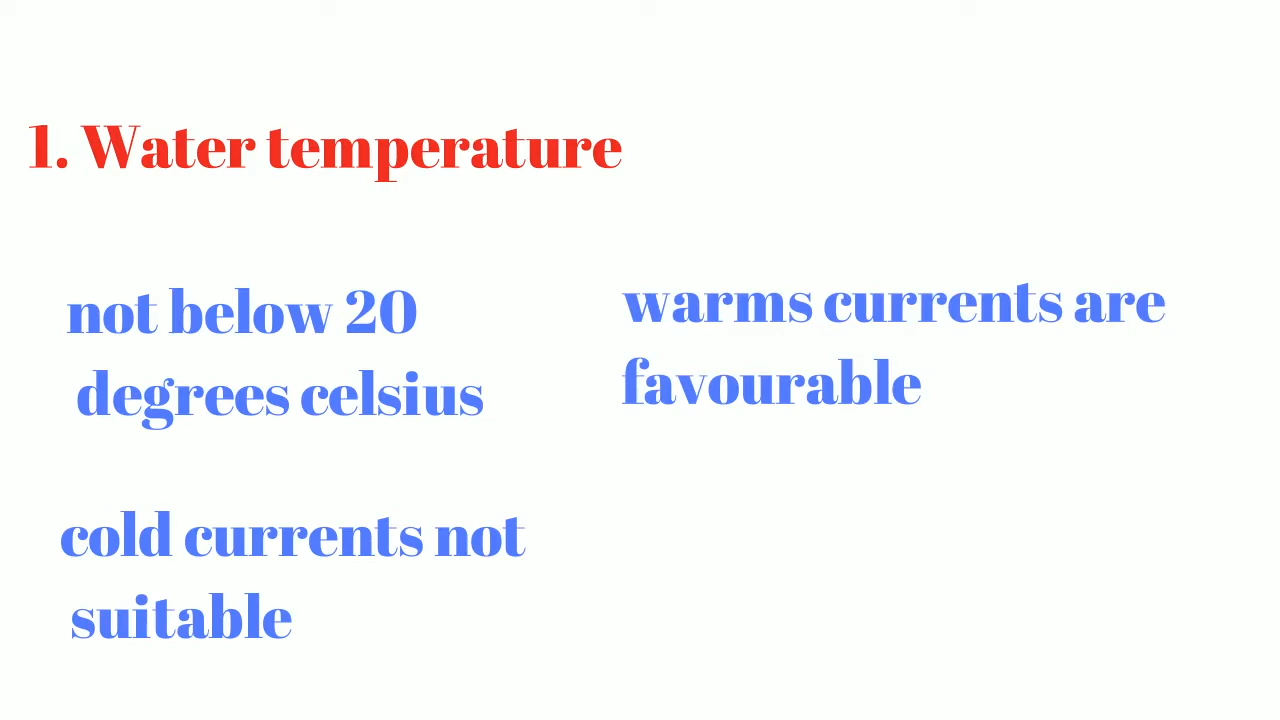 1. Water temperature
not below 20
degrees celsius
warms currents are
favourable
cold currents not
suitable